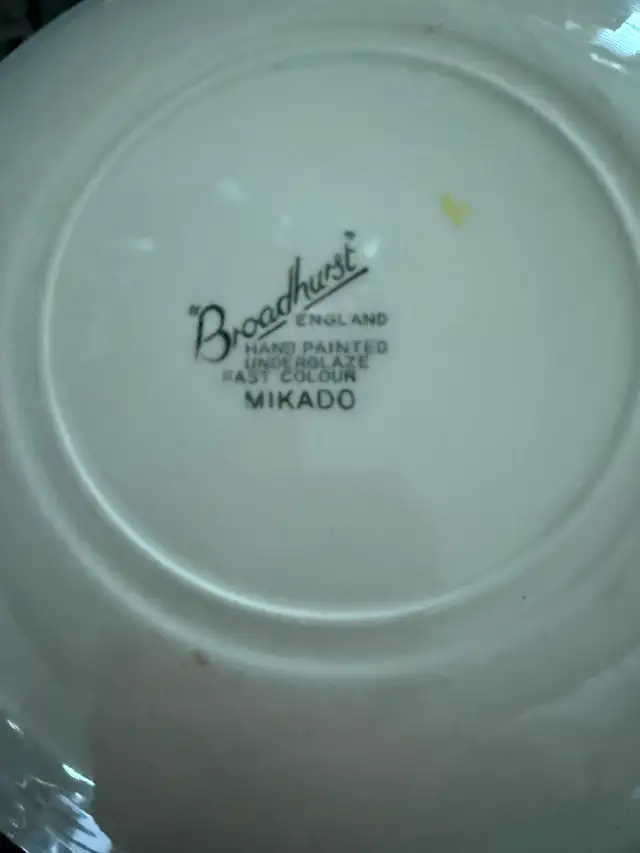 "Broadhurst"
ENGLAND
HAND PAINTED
UNDERGLAZE
FAST COLOUR
MIKADO